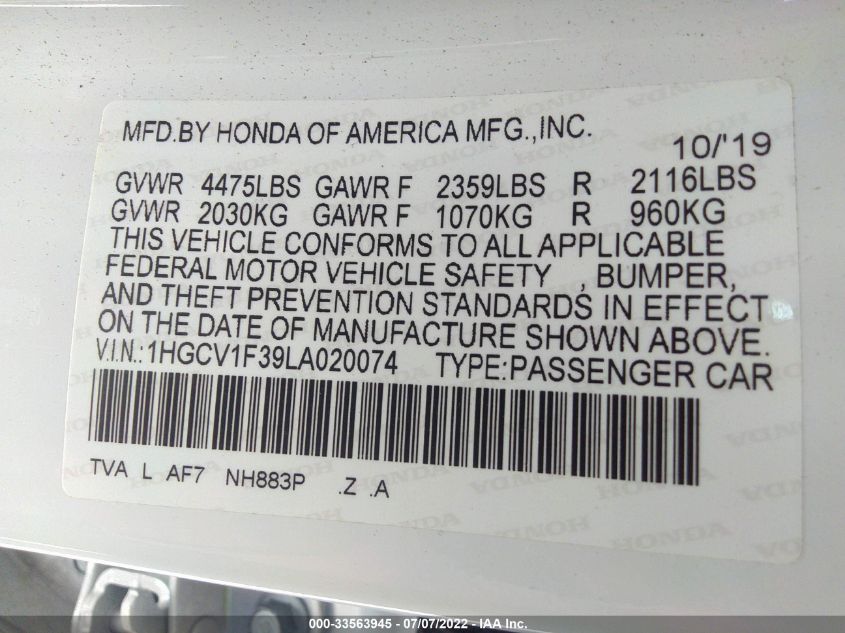 MFD.BY HONDA OF AMERICA MFG.,INC.
10/'19
GVWR 4475LBS GAWR F 2359LBS R 2116LBS
GVWR 2030KG GAWR F 1070KG R 960KG
THIS VEHICLE CONFORMS TO ALL APPLICABLE
FEDERAL MOTOR VEHICLE SAFETY , BUMPER,
AND THEFT PREVENTION STANDARDS IN EFFECT
ON THE DATE OF MANUFACTURE SHOWN ABOVE.
V.I.N.:1HGCV1F39LA020074 TYPE:PASSENGER CAR
TVA L AF7 NH883P .Z .A
000-33563945 - 07/07/2022 - IAA Inc.